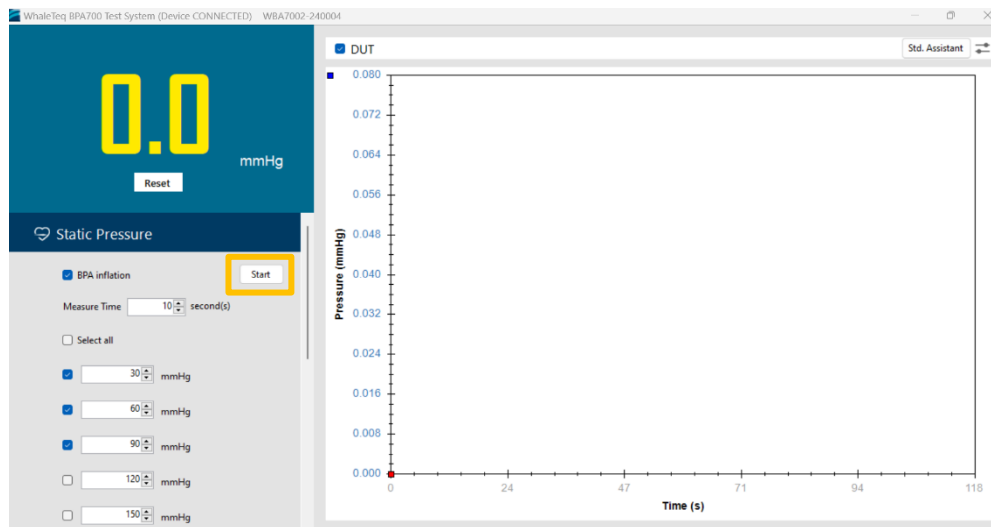 WhaleTeq BPA700 Test System (Device CONNECTED) WBA7002-240004
0.0
mmHg
Reset
Static Pressure
BPA inflation
Start
Measure Time 10 second(s)
Select all
30 mmHg
60 mmHg
90 mmHg
120 mmHg
150 mmHg
DUT
Std. Assistant
Pressure (mmHg)
0.080
0.072
0.064
0.056
0.048
0.040
0.032
0.024
0.016
0.008
0.000
0 24 47 71 94 118
Time (s)